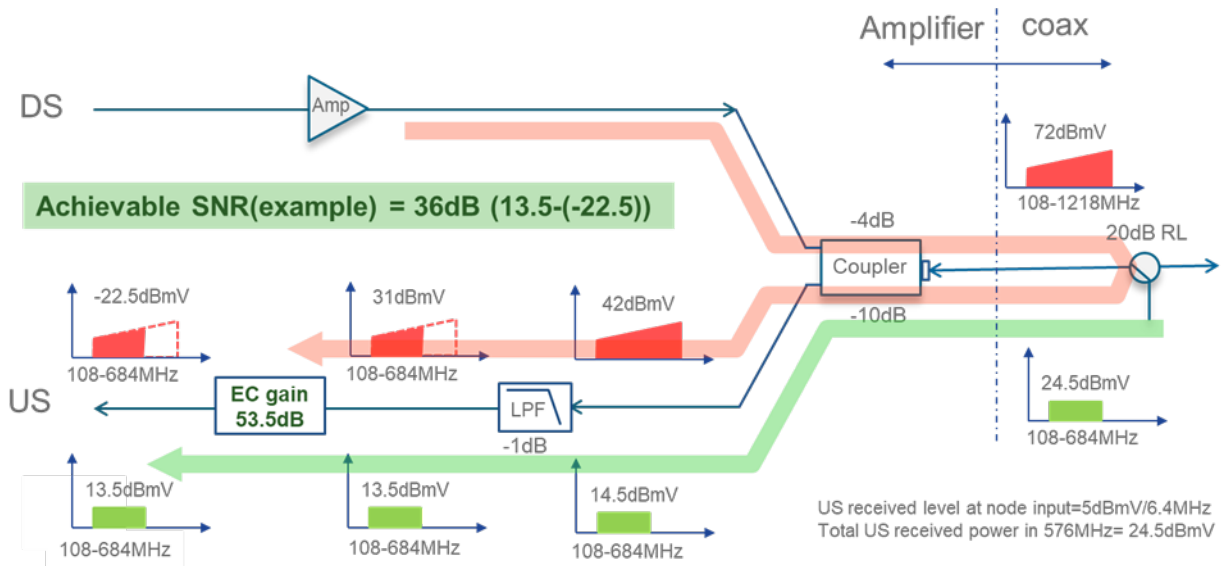 Amplifier
coax
DS
Amp
72dBmV
108-1218MHz
Achievable SNR(example) = 36dB (13.5-(-22.5))
-4dB
20dB RL
Coupler
-10dB
-22.5dBmV
31dBmV
42dBmV
108-684MHz
108-684MHz
24.5dBmV
108-684MHz
US
EC gain
53.5dB
LPF
-1dB
13.5dBmV
13.5dBmV
14.5dBmV
108-684MHz
108-684MHz
108-684MHz
US received level at node input=5dBmV/6.4MHz
Total US received power in 576MHz= 24.5dBmV